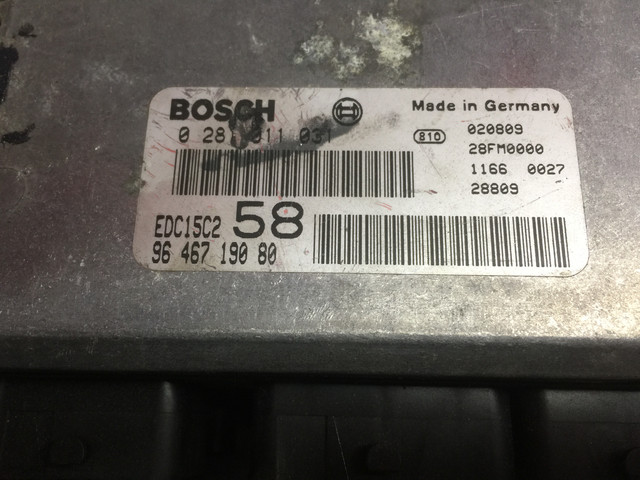 BOSCH
Made in Germany
0 281 011 031
810
020809
28FM0000
1166 0027
28809
EDC15C2 58
96 467 190 80